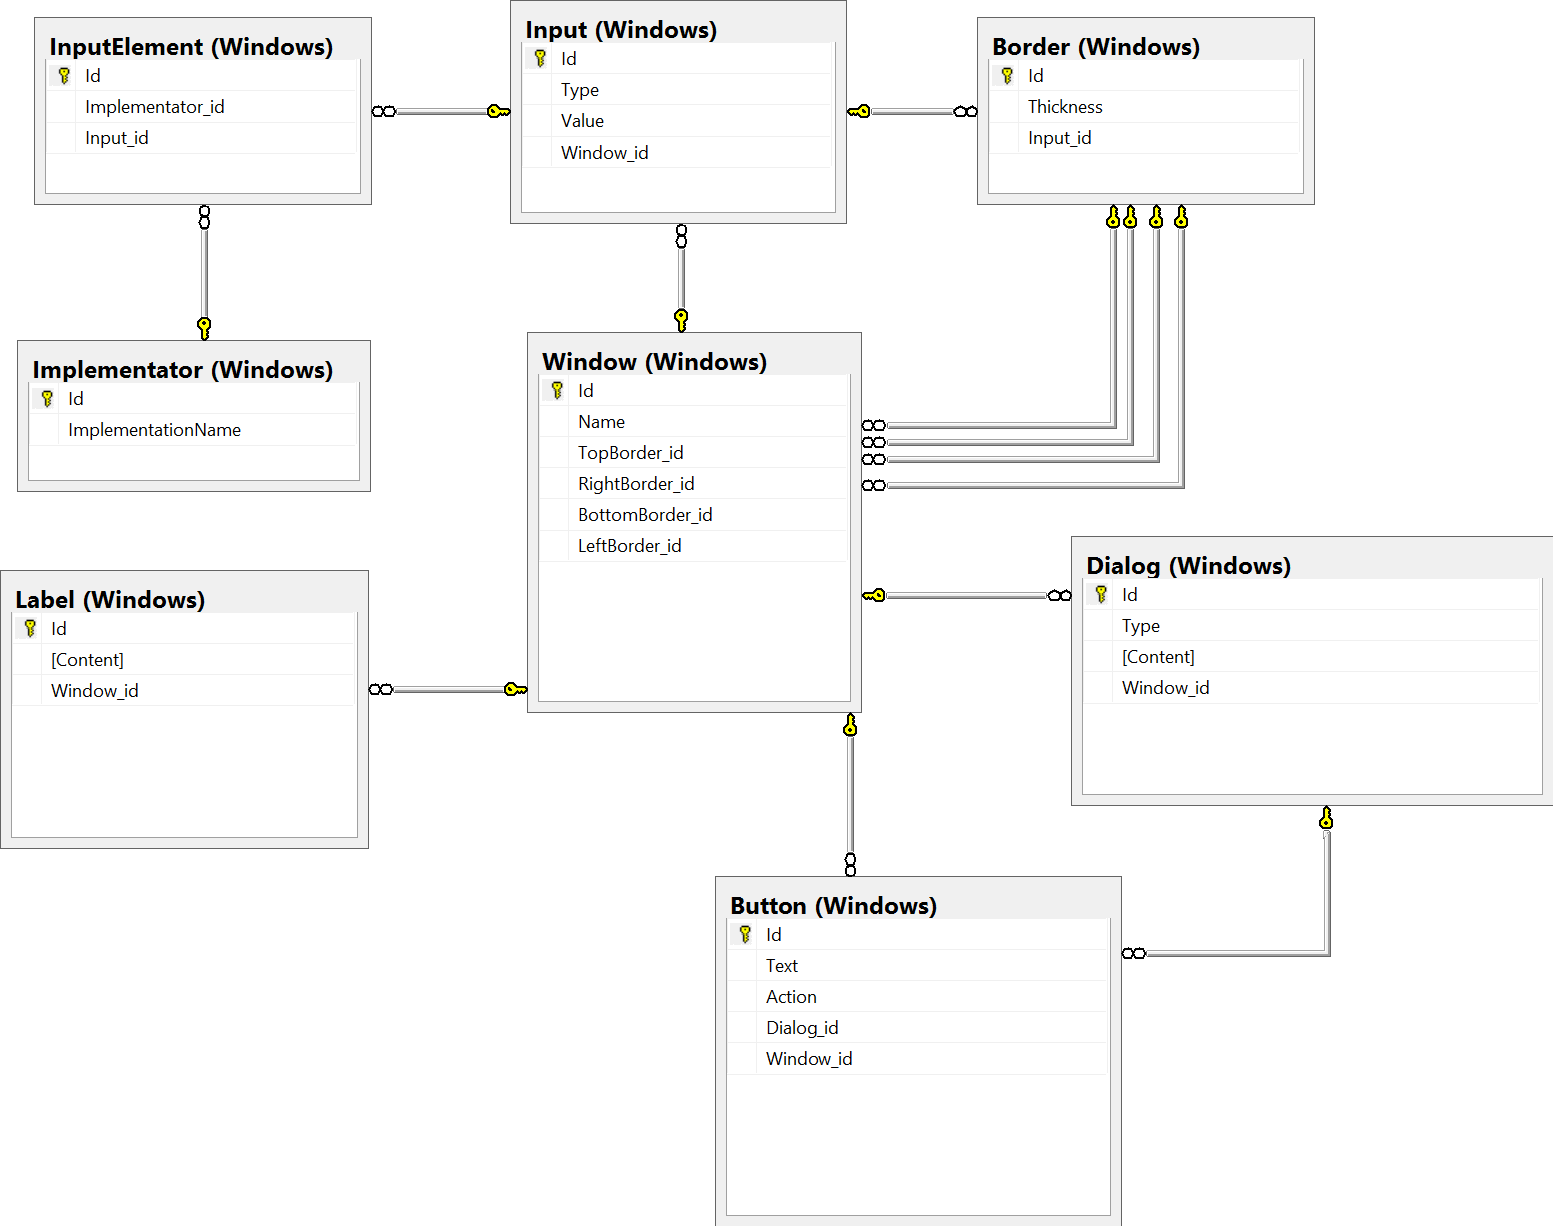 InputElement (Windows)
Id
Implementator_id
Input_id
Input (Windows)
Id
Type
Value
Window_id
Border (Windows)
Id
Thickness
Input_id
Implementator (Windows)
Id
ImplementationName
Window (Windows)
Id
Name
TopBorder_id
RightBorder_id
BottomBorder_id
LeftBorder_id
Label (Windows)
Id
[Content]
Window_id
Dialog (Windows)
Id
Type
[Content]
Window_id
Button (Windows)
Id
Text
Action
Dialog_id
Window_id